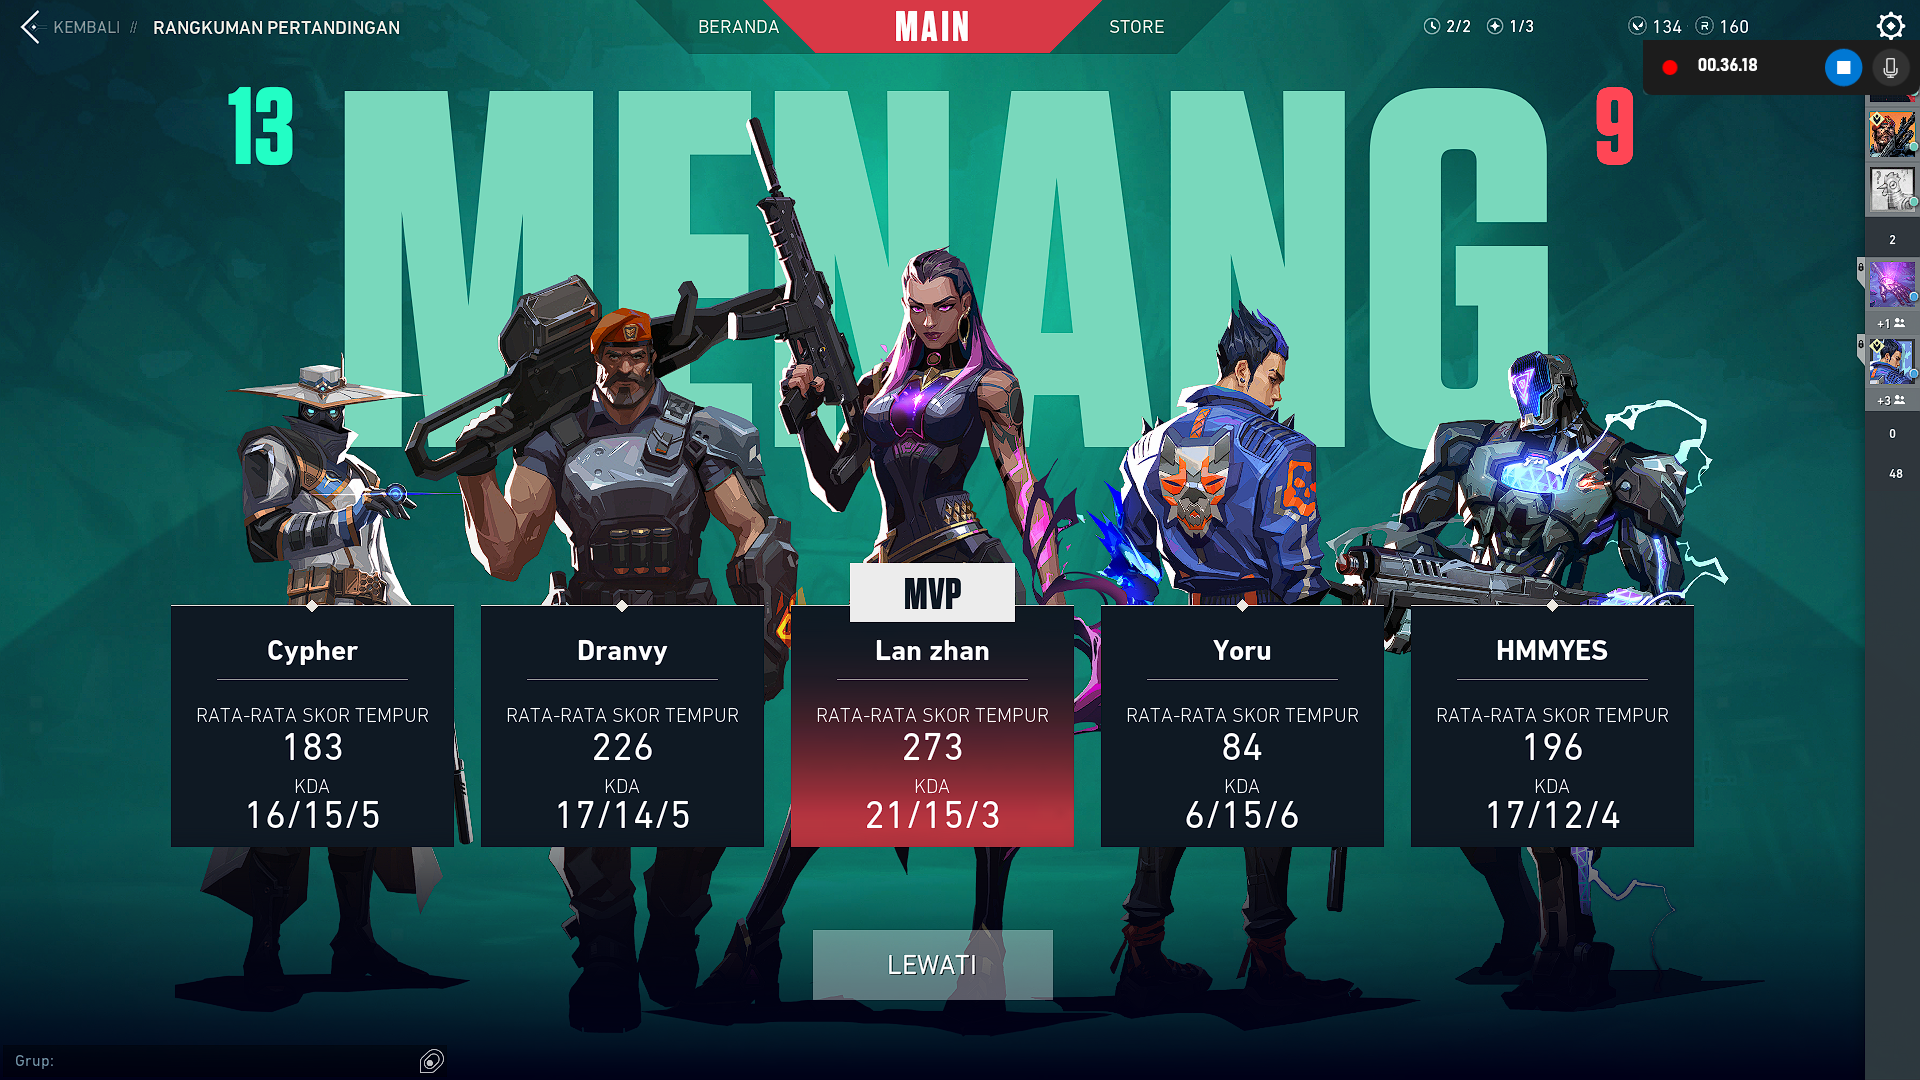 KEMBALI // RANGKUMAN PERTANDINGAN
BERANDA
MAIN
STORE
2/2
1/3
134
R 160
00.36.18
13
MENANG
9
2
+1
+3
0
48
MVP
Cypher
RATA-RATA SKOR TEMPUR
183
KDA
16/15/5
Dranvy
RATA-RATA SKOR TEMPUR
226
KDA
17/14/5
Lan zhan
RATA-RATA SKOR TEMPUR
273
KDA
21/15/3
Yoru
RATA-RATA SKOR TEMPUR
84
KDA
6/15/6
HMMYES
RATA-RATA SKOR TEMPUR
196
KDA
17/12/4
LEWATI
Grup: